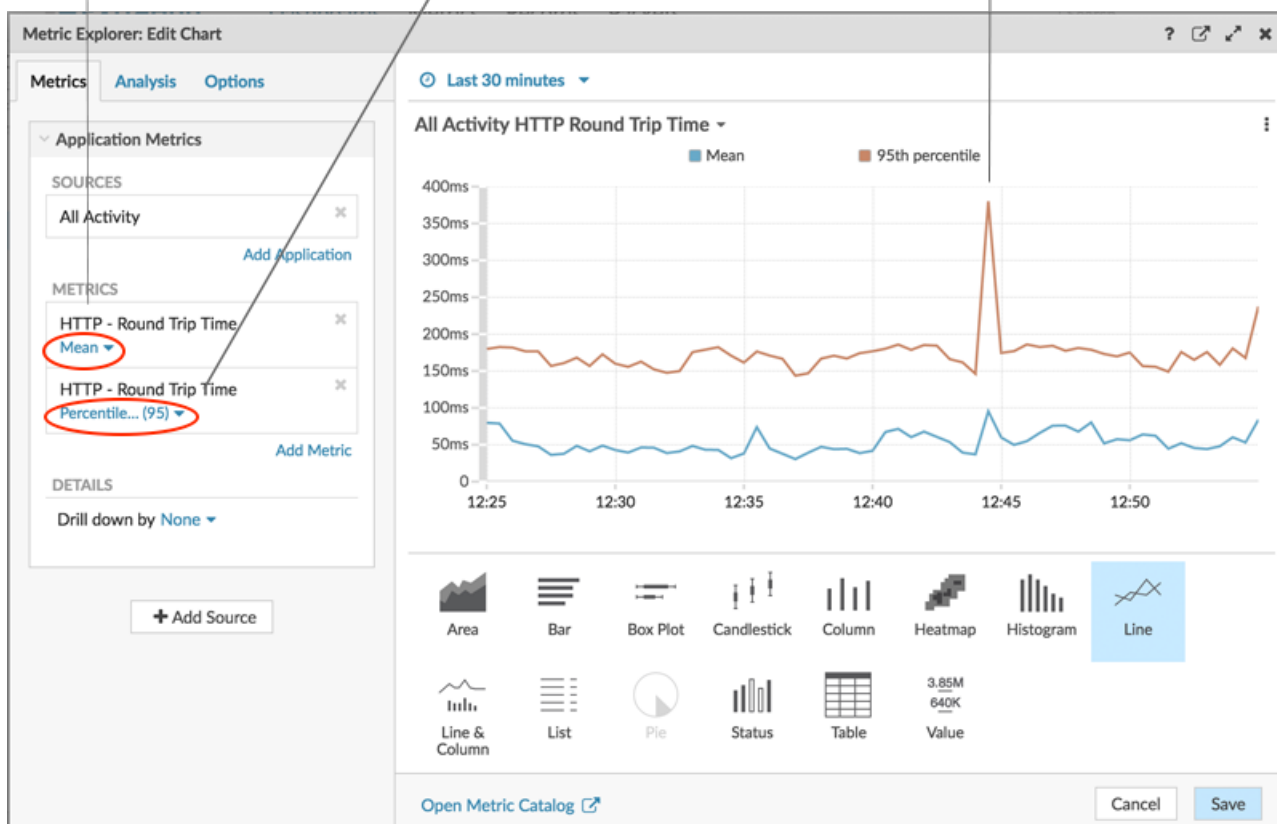 Metric Explorer: Edit Chart
?
Metrics Analysis Options
Application Metrics
SOURCES
All Activity
Add Application
METRICS
HTTP - Round Trip Time
Mean
HTTP - Round Trip Time
Percentile... (95)
Add Metric
DETAILS
Drill down by None
+ Add Source
Last 30 minutes
All Activity HTTP Round Trip Time
Mean 95th percentile
400ms
350ms
300ms
250ms
200ms
150ms
100ms
50ms
0
12:25 12:30 12:35 12:40 12:45 12:50
Area Bar Box Plot Candlestick Column Heatmap Histogram Line
3.85M
640K
Line &
Column
List Pie Status Table Value
Open Metric Catalog
Cancel Save